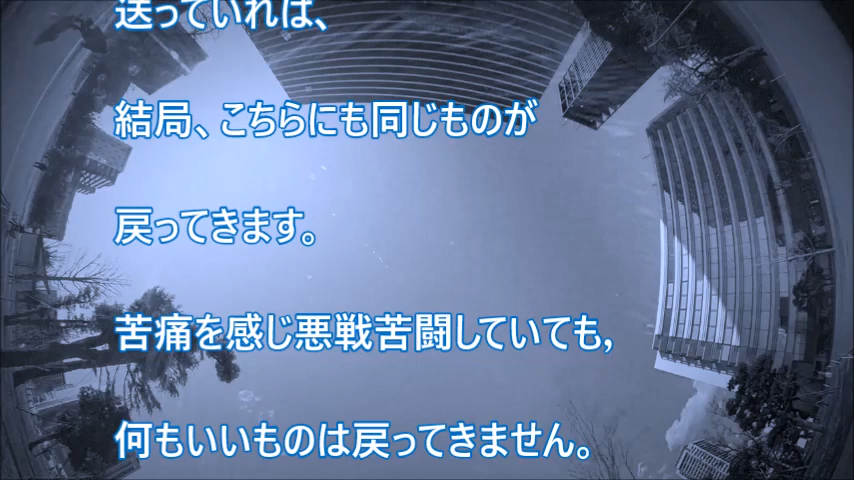 送っていれば、
結局、こちらにも同じものが
戻ってきます。
苦痛を感じ悪戦苦闘していても,
何もいいものは戻ってきません。